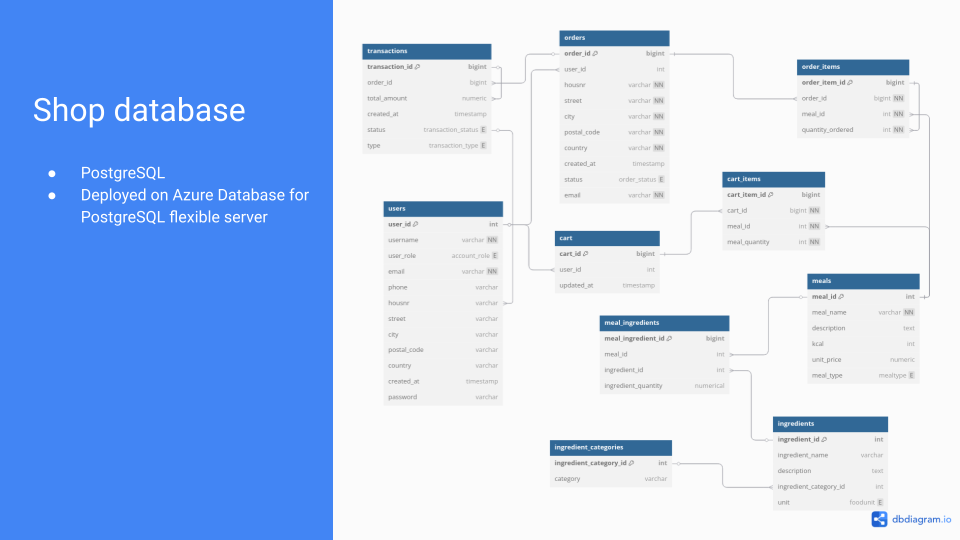 Shop database
● PostgreSQL
● Deployed on Azure Database for
PostgreSQL flexible server
transactions
transaction_id bigint
order_id bigint
total_amount numeric
created_at timestamp
status transaction_status E
type transaction_type E
orders
order_id bigint
user_id int
housnr varchar NN
street varchar NN
city varchar NN
postal_code varchar NN
country varchar NN
created_at timestamp
status order_status E
email varchar NN
order_items
order_item_id bigint
order_id bigint NN
meal_id int NN
quantity_ordered int NN
users
user_id int
username varchar NN
user_role account_role E
email varchar NN
phone varchar
housnr varchar
street varchar
city varchar
postal_code varchar
country varchar
created_at timestamp
password varchar
cart
cart_id bigint
user_id int
updated_at timestamp
cart_items
cart_item_id bigint
cart_id bigint NN
meal_id int NN
meal_quantity int NN
meals
meal_id int
meal_name varchar NN
description text
kcal int
unit_price numeric
meal_type mealtype E
meal_ingredients
meal_ingredient_id bigint
meal_id int
ingredient_id int
ingredient_quantity numerical
ingredient_categories
ingredient_category_id int
category varchar
ingredients
ingredient_id int
ingredient_name varchar
description text
ingredient_category_id int
unit foodunit E
dbdiagram.io